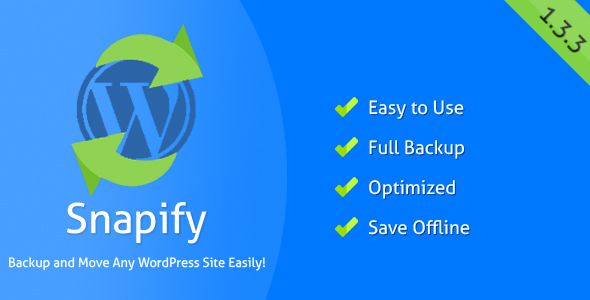 1.3.3
W
Snapify
Backup and Move Any WordPress Site Easily!
Easy to Use
Full Backup
Optimized
Save Offline